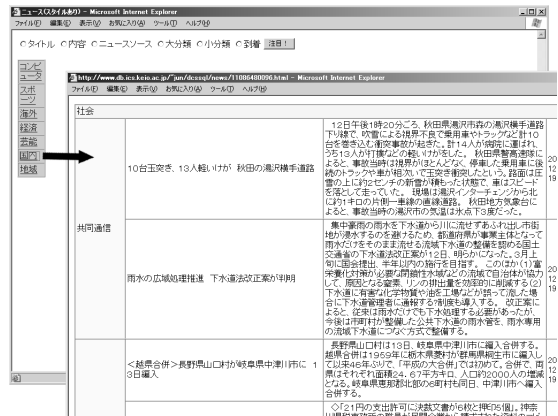 ニュース(スタイルあり) - Microsoft Internet Explorer
ファイル(F) 編集(E) 表示(V) お気に入り(A) ツール(T) ヘルプ(H)
タイトル 内容 ニュースソース 大分類 小分類 到着 注目!
コンピュータ
スポーツ
海外
経済
芸能
国内
地域
http://www.db.ics.keio.ac.jp/~jun/dcssql/news/11086480096.html - Microsoft Internet Explorer
ファイル(F) 編集(E) 表示(V) お気に入り(A) ツール(T) ヘルプ(H)
社会
共同通信
10台玉突き、13人軽いけが 秋田の湯沢横手道路
12日午後1時20分ごろ、秋田県湯沢市森の湯沢横手道路
下り線で、吹雪による視界不良で乗用車やトラックなど計10
台を巻き込む衝突事故が起きた。計14人が病院に運ばれ、
うち13人が打撲などの軽いけがをした。 秋田県警高速隊に
よると、事故当時は視界がほとんどなく、停車した乗用車に後
続のトラックや車が相次いで玉突き衝突したという。路面は圧
雪の上に約2センチの新雪が積もった状態で、車はスピード
を落として走っていた。 現場は湯沢インターチェンジから北
に約1キロの片側一車線の直線道路。 秋田地方気象台に
よると、事故当時の湯沢市の気温は氷点下3度だった。
20
12
19
雨水の広域処理推進 下水道法改正案が判明
集中豪雨の雨水を下水道から川に流せずあふれ出し市街
地が浸水するのを避けるため、都道府県が事業主体となって
雨水だけをそのまま流せる流域下水道の整備を認める国土
交通省の下水道法改正案が12日、明らかになった。3月上
旬に国会提出、半年以内の施行を目指す。 このほか(1)富
栄養化対策が必要な閉鎖性水域などの流域で自治体が協力
して、原因となる窒素、リンの排出量を効率的に削減する(2)
下水道に有害な化学物質や油を工場などが誤って流した場
合に下水道管理者に通報する?制度も導入する。 改正案に
よると、従来は雨水だけでも下水処理する必要があったが、
今後は市町村が整備した公共下水道の雨水管を、雨水専用
の流域下水道につなぐ方式で整備する。
20
12
19
<越県合併>長野県山口村が岐阜県中津川市に 1
3日編入
長野県山口村は13日、岐阜県中津川市に編入合併する。
越県合併は1959年に栃木県菱村が群馬県桐生市に編入し
て以来46年ぶりで、「平成の大合併」では初めて。合併で、両
県はそれぞれ面積24.67平方キロ、人口約2000人の増減
となる。岐阜県恵那郡北部の6町村も同日、中津川市へ編入
合併する。
20
12
19
◇「21円の支出許可に決裁文書が6枚と押印5個」。神奈